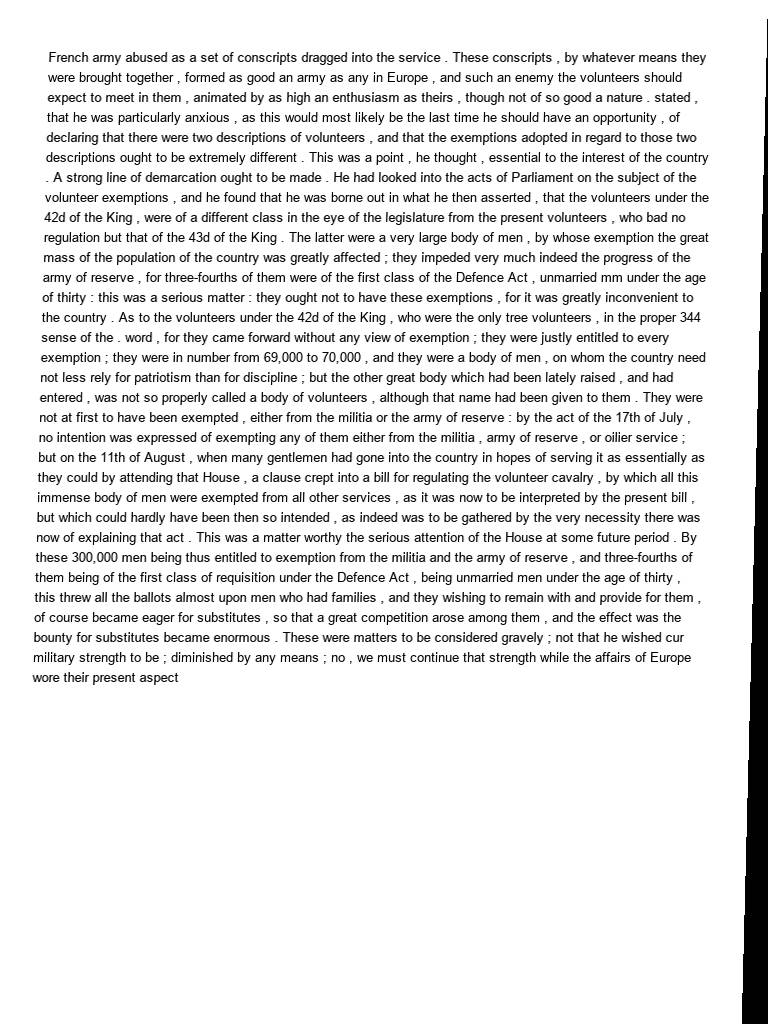 French army abused as a set of conscripts dragged into the service . These conscripts , by whatever means they
were brought together , formed as good an army as any in Europe , and such an enemy the volunteers should
expect to meet in them , animated by as high an enthusiasm as theirs , though not of so good a nature . stated ,
that he was particularly anxious , as this would most likely be the last time he should have an opportunity , of
declaring that there were two descriptions of volunteers , and that the exemptions adopted in regard to those two
descriptions ought to be extremely different . This was a point , he thought , essential to the interest of the country
. A strong line of demarcation ought to be made . He had looked into the acts of Parliament on the subject of the
volunteer exemptions , and he found that he was borne out in what he then asserted , that the volunteers under the
42d of the King , were of a different class in the eye of the legislature from the present volunteers , who bad no
regulation but that of the 43d of the King . The latter were a very large body of men , by whose exemption the great
mass of the population of the country was greatly affected ; they impeded very much indeed the progress of the
army of reserve , for three-fourths of them were of the first class of the Defence Act , unmarried mm under the age
of thirty : this was a serious matter : they ought not to have these exemptions , for it was greatly inconvenient to
the country . As to the volunteers under the 42d of the King , who were the only tree volunteers , in the proper 344
sense of the . word , for they came forward without any view of exemption ; they were justly entitled to every
exemption ; they were in number from 69,000 to 70,000 , and they were a body of men , on whom the country need
not less rely for patriotism than for discipline ; but the other great body which had been lately raised , and had
entered , was not so properly called a body of volunteers , although that name had been given to them . They were
not at first to have been exempted , either from the militia or the army of reserve : by the act of the 17th of July ,
no intention was expressed of exempting any of them either from the militia , army of reserve , or oilier service ;
but on the 11th of August , when many gentlemen had gone into the country in hopes of serving it as essentially as
they could by attending that House , a clause crept into a bill for regulating the volunteer cavalry , by which all this
immense body of men were exempted from all other services , as it was now to be interpreted by the present bill ,
but which could hardly have been then so intended , as indeed was to be gathered by the very necessity there was
now of explaining that act . This was a matter worthy the serious attention of the House at some future period . By
these 300,000 men being thus entitled to exemption from the militia and the army of reserve , and three-fourths of
them being of the first class of requisition under the Defence Act , being unmarried men under the age of thirty ,
this threw all the ballots almost upon men who had families , and they wishing to remain with and provide for them ,
of course became eager for substitutes , so that a great competition arose among them , and the effect was the
bounty for substitutes became enormous . These were matters to be considered gravely ; not that he wished cur
military strength to be ; diminished by any means ; no , we must continue that strength while the affairs of Europe
wore their present aspect